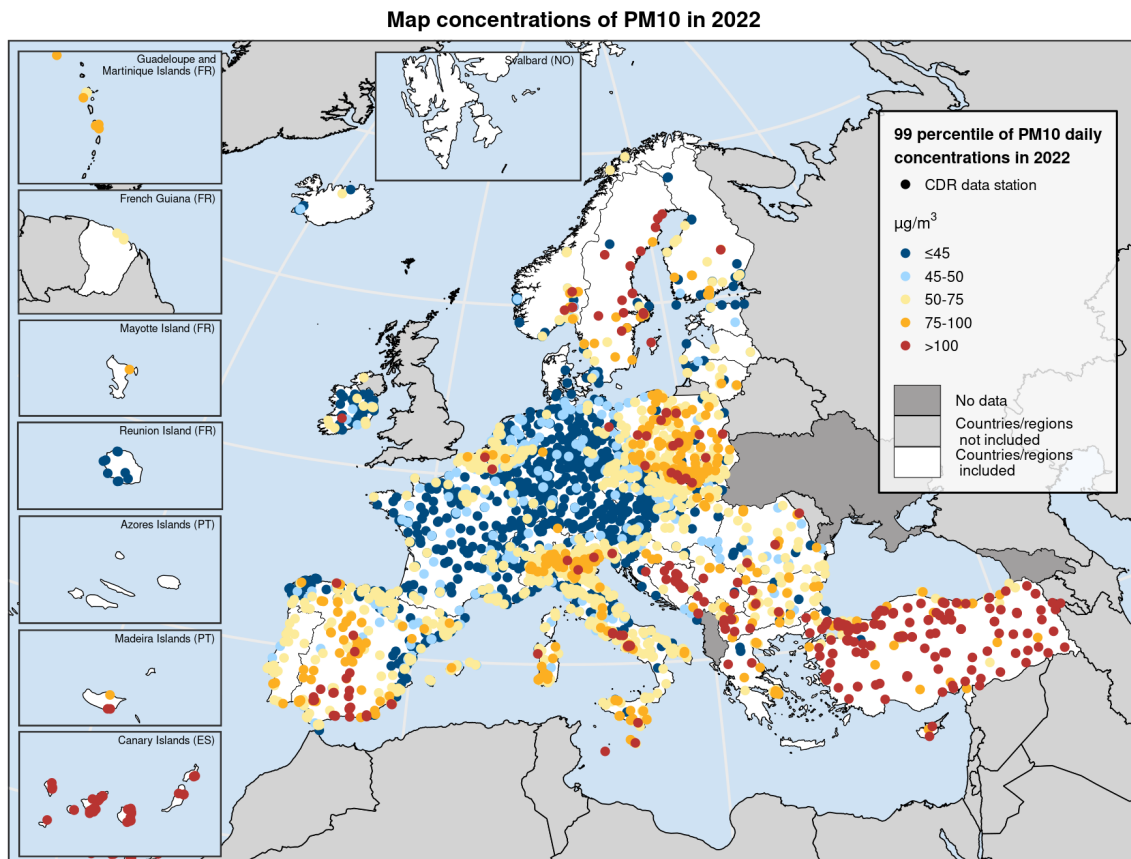 Map concentrations of PM10 in 2022
Guadeloupe and
Martinique Islands (FR)
Svalbard (NO)
French Guiana (FR)
Mayotte Island (FR)
Reunion Island (FR)
Azores Islands (PT)
Madeira Islands (PT)
Canary Islands (ES)
99 percentile of PM10 daily
concentrations in 2022
CDR data station
µg/m³
≤45
45-50
50-75
75-100
>100
No data
Countries/regions
not included
Countries/regions
included